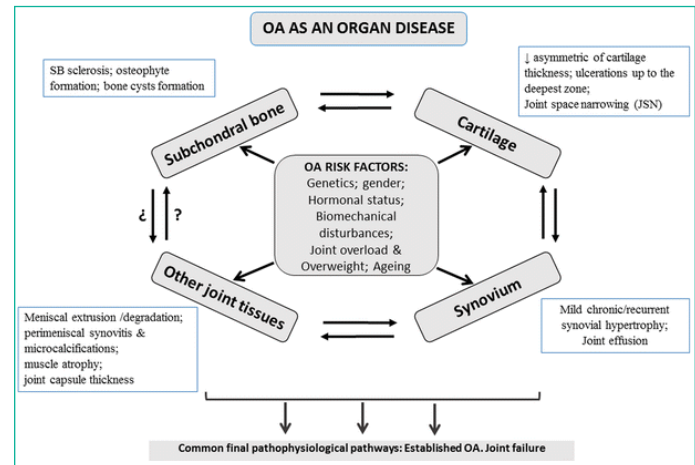 OA AS AN ORGAN DISEASE
SB sclerosis; osteophyte
formation; bone cysts formation
↓ asymmetric of cartilage
thickness; ulcerations up to the
deepest zone;
Joint space narrowing (JSN)
Subchondral bone
Cartilage
OA RISK FACTORS:
Genetics; gender;
Hormonal status;
Biomechanical
disturbances;
Joint overload &
Overweight; Ageing
¿ ?
Other joint tissues
Synovium
Meniscal extrusion /degradation;
perimeniscal synovitis &
microcalcifications;
muscle atrophy;
joint capsule thickness
Mild chronic/recurrent
synovial hypertrophy;
Joint effusion
Common final pathophysiological pathways: Established OA. Joint failure